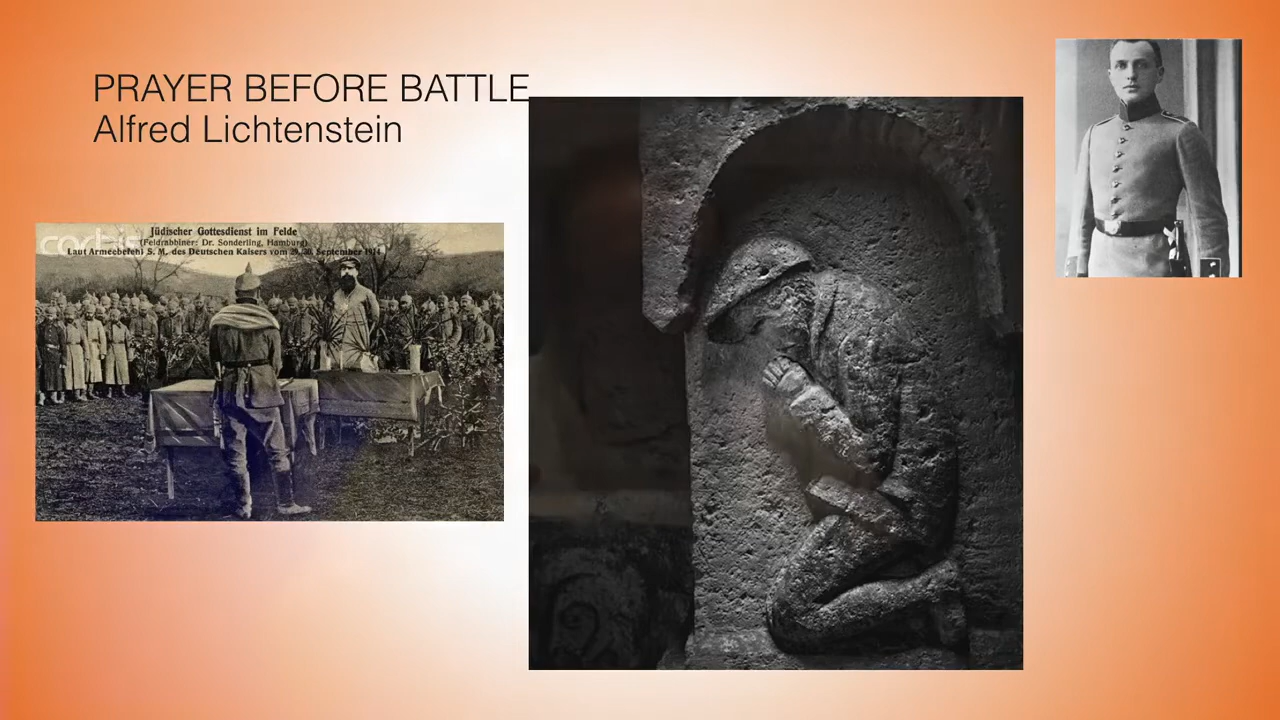 PRAYER BEFORE BATTLE
Alfred Lichtenstein
corbis
Jüdischer Gottesdienst im Felde
(Feldrabbiner: Dr. Sonderling, Hamburg)
Laut Armeebefehl S. M. des Deutschen Kaisers vom 29./30. September 1914